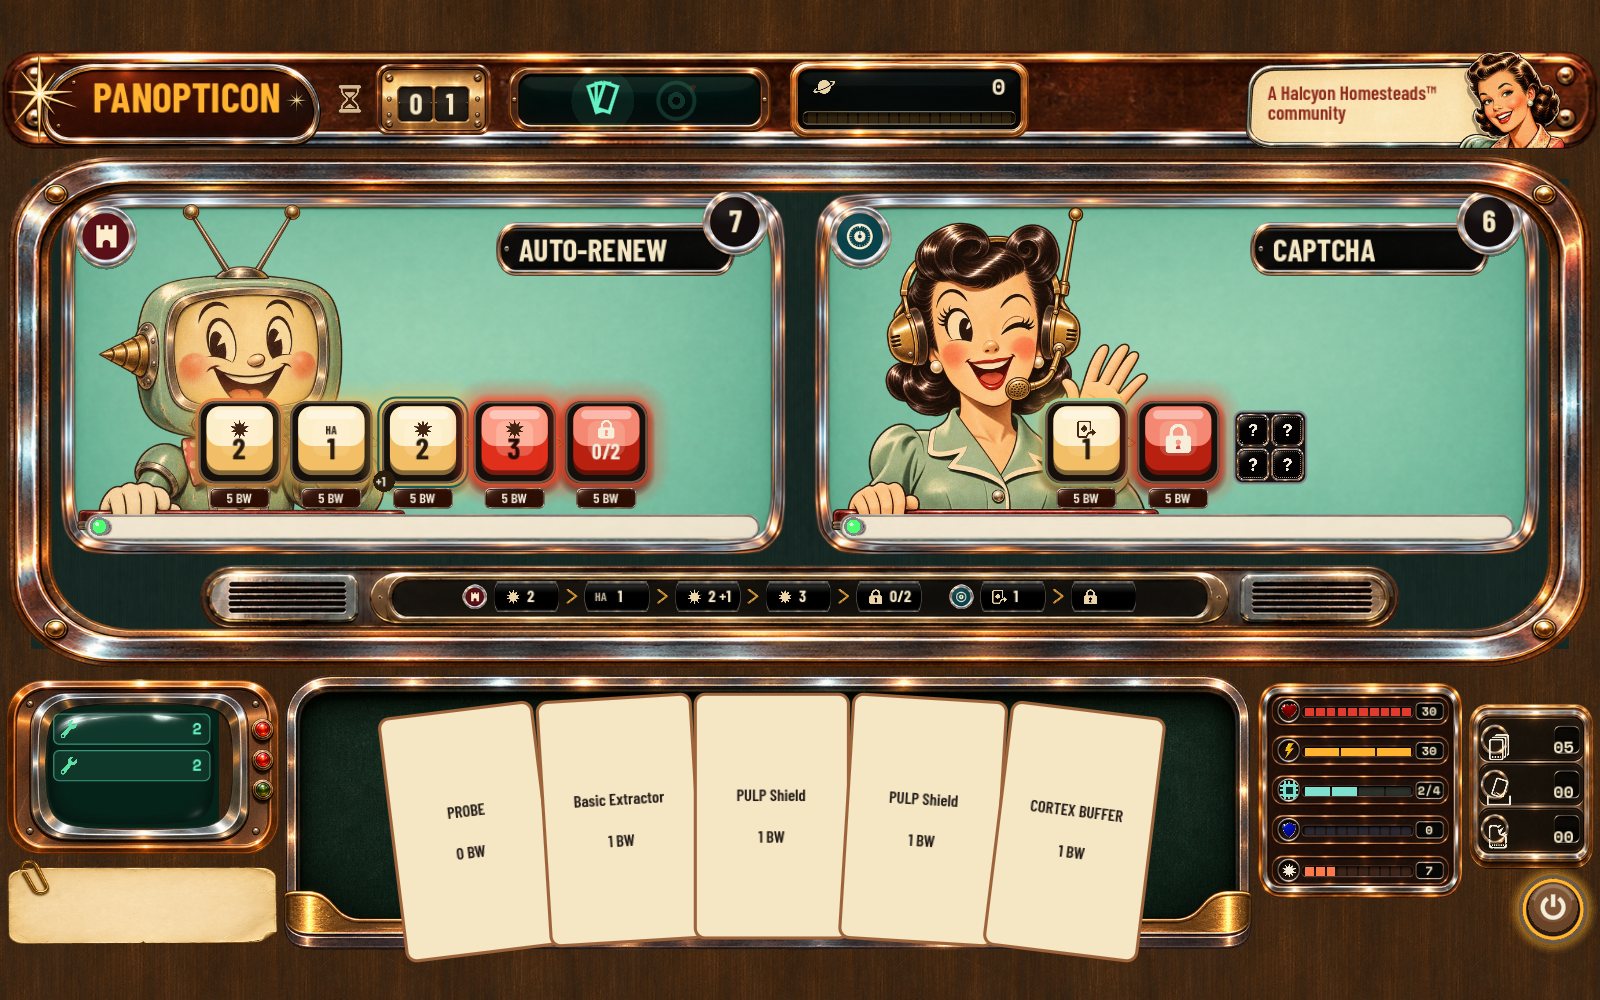 PANOPTICON
0 1
0
A Halcyon Homesteads™
community
AUTO-RENEW
7
2
HA
1
2
3
0/2
+1
5 BW
5 BW
5 BW
5 BW
5 BW
CAPTCHA
6
1
? ?
? ?
5 BW
5 BW
2 > HA 1 > 2 +1 > 3 > 0/2
1 >
2
2
PROBE
0 BW
Basic Extractor
1 BW
PULP Shield
1 BW
PULP Shield
1 BW
CORTEX BUFFER
1 BW
30
30
2/4
0
7
05
00
00